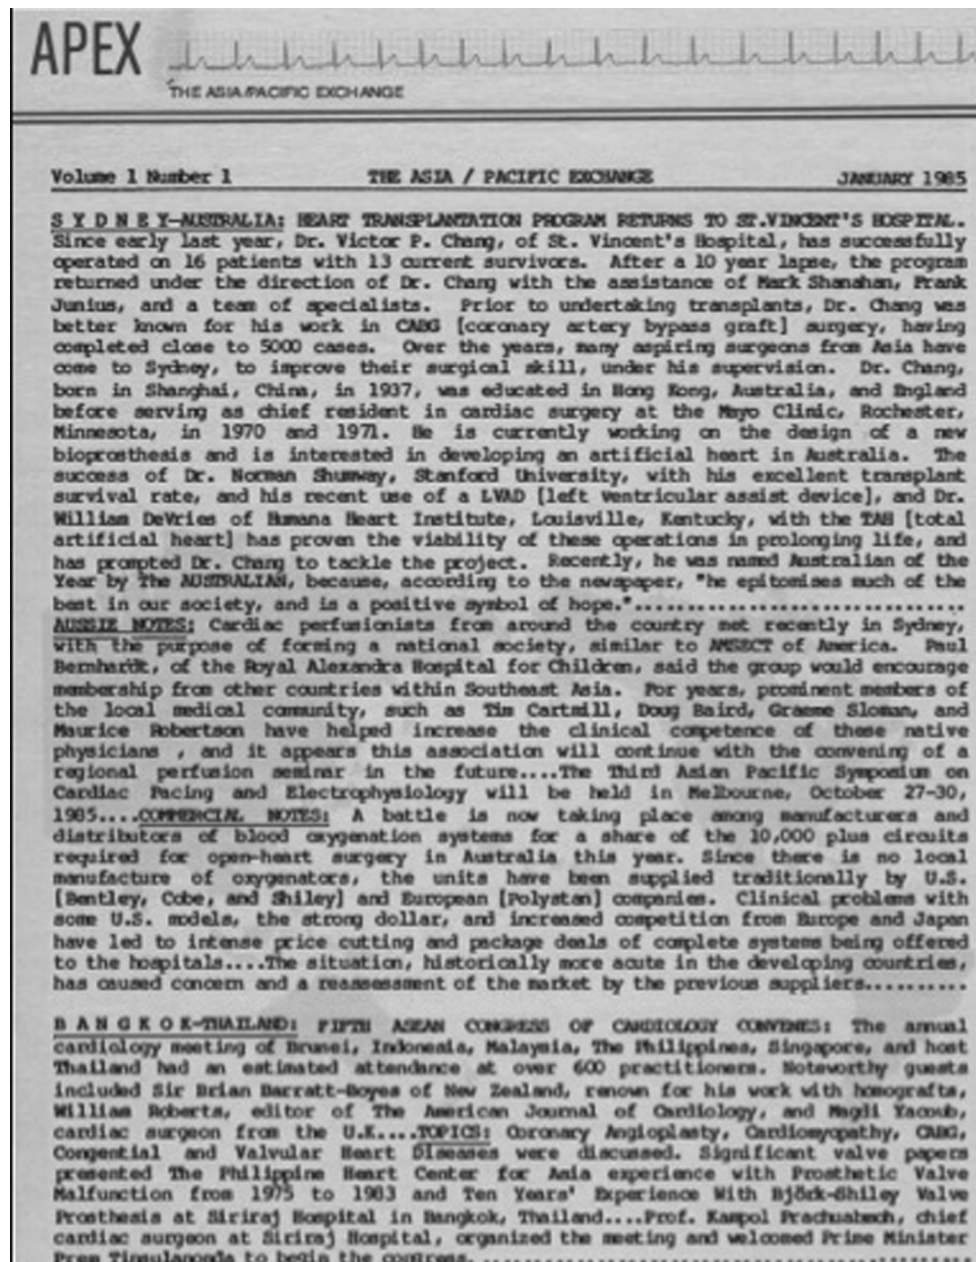 APEX
THE ASIA/PACIFIC EXCHANGE
Volume 1 Number 1 THE ASIA / PACIFIC EXCHANGE JANUARY 1985
S Y D N E Y-AUSTRALIA: HEART TRANSPLANTATION PROGRAM RETURNS TO ST.VINCENT'S HOSPITAL.
Since early last year, Dr. Victor P. Chang, of St. Vincent's Hospital, has successfully
operated on 16 patients with 13 current survivors. After a 10 year lapse, the program
returned under the direction of Dr. Chang with the assistance of Mark Shanahan, Frank
Junius, and a team of specialists. Prior to undertaking transplants, Dr. Chang was
better known for his work in CABG [coronary artery bypass graft] surgery, having
completed close to 5000 cases. Over the years, many aspiring surgeons from Asia have
come to Sydney, to improve their surgical skill, under his supervision. Dr. Chang,
born in Shanghai, China, in 1937, was educated in Hong Kong, Australia, and England
before serving as chief resident in cardiac surgery at the Mayo Clinic, Rochester,
Minnesota, in 1970 and 1971. He is currently working on the design of a new
bioprosthesis and is interested in developing an artificial heart in Australia. The
success of Dr. Norman Shumway, Stanford University, with his excellent transplant
survival rate, and his recent use of a LVAD [left ventricular assist device], and Dr.
William DeVries of Humana Heart Institute, Louisville, Kentucky, with the TAH [total
artificial heart] has proven the viability of these operations in prolonging life, and
has prompted Dr. Chang to tackle the project. Recently, he was named Australian of the
Year by The AUSTRALIAN, because, according to the newspaper, "he epitomises much of the
best in our society, and is a positive symbol of hope."...............................
AUSSIE NOTES: Cardiac perfusionists from around the country met recently in Sydney,
with the purpose of forming a national society, similar to AMSECT of America. Paul
Bernhardt, of the Royal Alexandra Hospital for Children, said the group would encourage
membership from other countries within Southeast Asia. For years, prominent members of
the local medical community, such as Tim Cartmill, Doug Baird, Graeme Sloman, and
Maurice Robertson have helped increase the clinical competence of these native
physicians , and it appears this association will continue with the convening of a
regional perfusion seminar in the future....The Third Asian Pacific Symposium on
Cardiac Pacing and Electrophysiology will be held in Melbourne, October 27-30,
1985....COMMERCIAL NOTES: A battle is now taking place among manufacturers and
distributors of blood oxygenation systems for a share of the 10,000 plus circuits
required for open-heart surgery in Australia this year. Since there is no local
manufacture of oxygenators, the units have been supplied traditionally by U.S.
[Bentley, Cobe, and Shiley] and European [Polystan] companies. Clinical problems with
some U.S. models, the strong dollar, and increased competition from Europe and Japan
have led to intense price cutting and package deals of complete systems being offered
to the hospitals....The situation, historically more acute in the developing countries,
has caused concern and a reassessment of the market by the previous suppliers..........
B A N G K O K-THAILAND: FIFTH ASEAN CONGRESS OF CARDIOLOGY CONVENES: The annual
cardiology meeting of Brunei, Indonesia, Malaysia, The Philippines, Singapore, and host
Thailand had an estimated attendance at over 600 practitioners. Noteworthy guests
included Sir Brian Barratt-Boyes of New Zealand, renown for his work with homografts,
William Roberts, editor of The American Journal of Cardiology, and Magdi Yacoub,
cardiac surgeon from the U.K....TOPICS: Coronary Angioplasty, Cardiomyopathy, CABG,
Congential and Valvular Heart Diseases were discussed. Significant valve papers
presented The Philippine Heart Center for Asia experience with Prosthetic Valve
Malfunction from 1975 to 1983 and Ten Years' Experience With Björk-Shiley Valve
Prosthesis at Siriraj Hospital in Bangkok, Thailand....Prof. Kampol Prachuabmoh, chief
cardiac surgeon at Siriraj Hospital, organized the meeting and welcomed Prime Minister
Prem Tinsulanonda to begin the congress. ..............................................